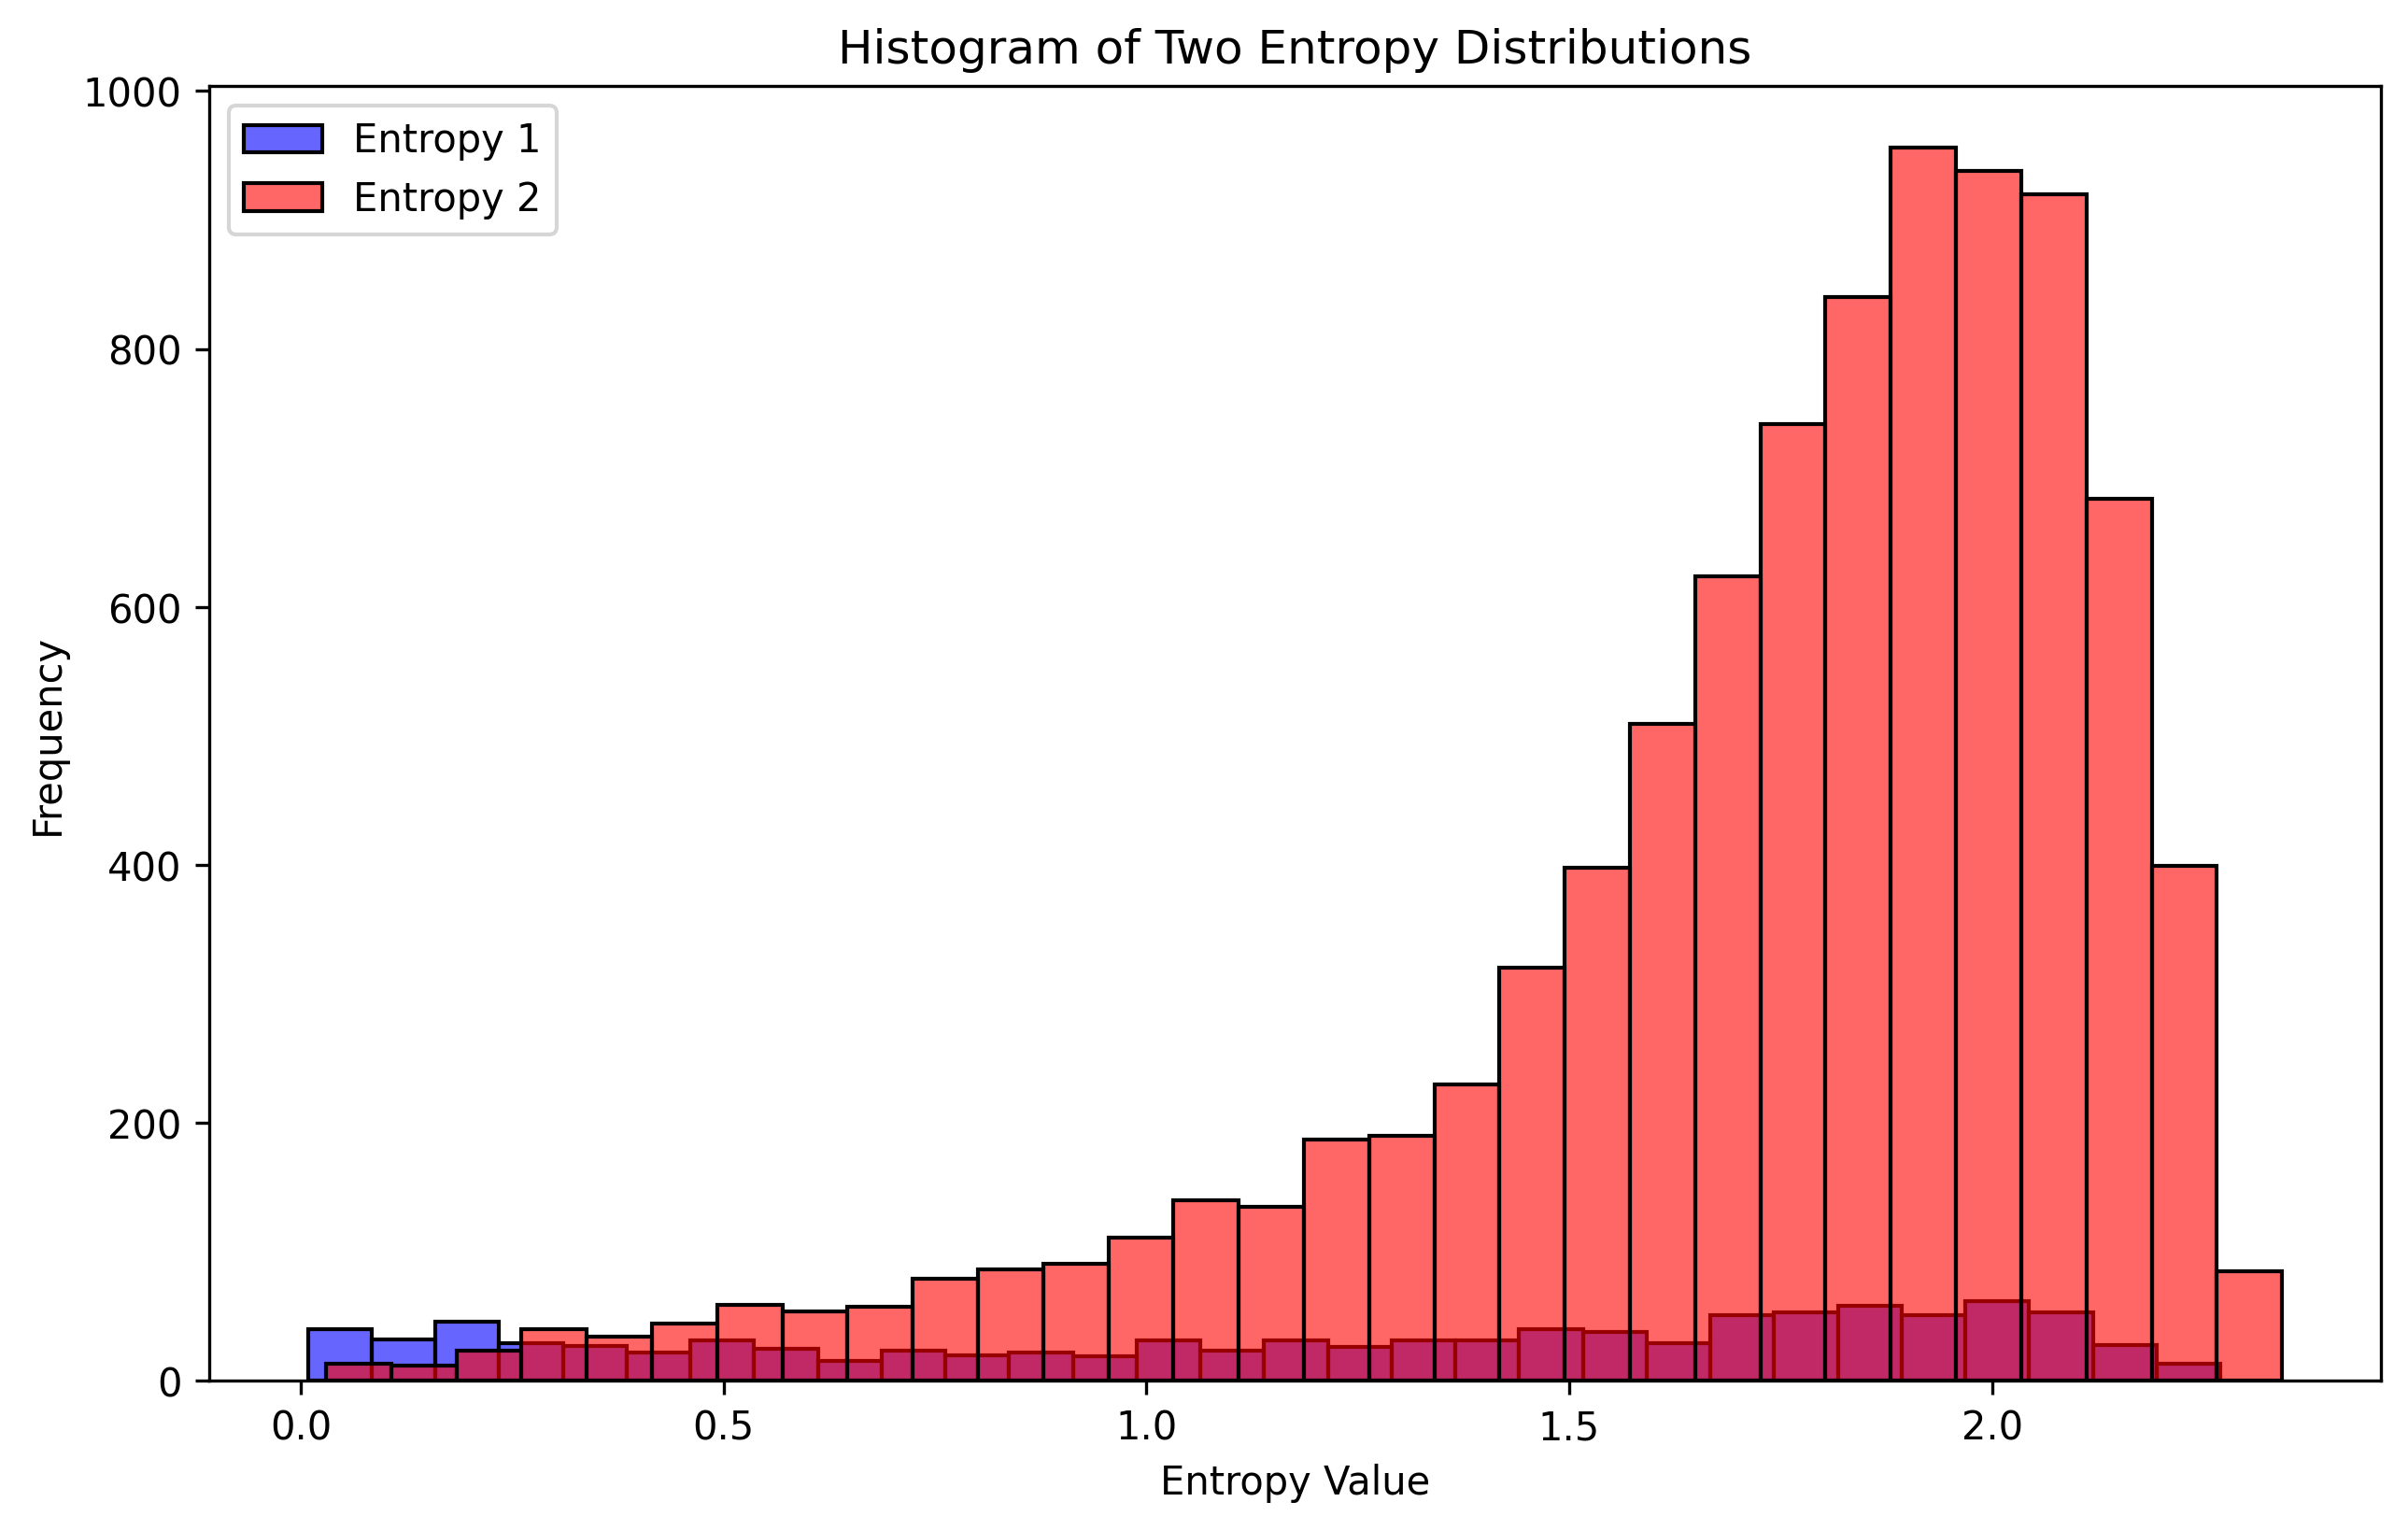 Histogram of Two Entropy Distributions
Entropy 1
Entropy 2
1000
800
600
400
200
0
Frequency
0.0 0.5 1.0 1.5 2.0
Entropy Value